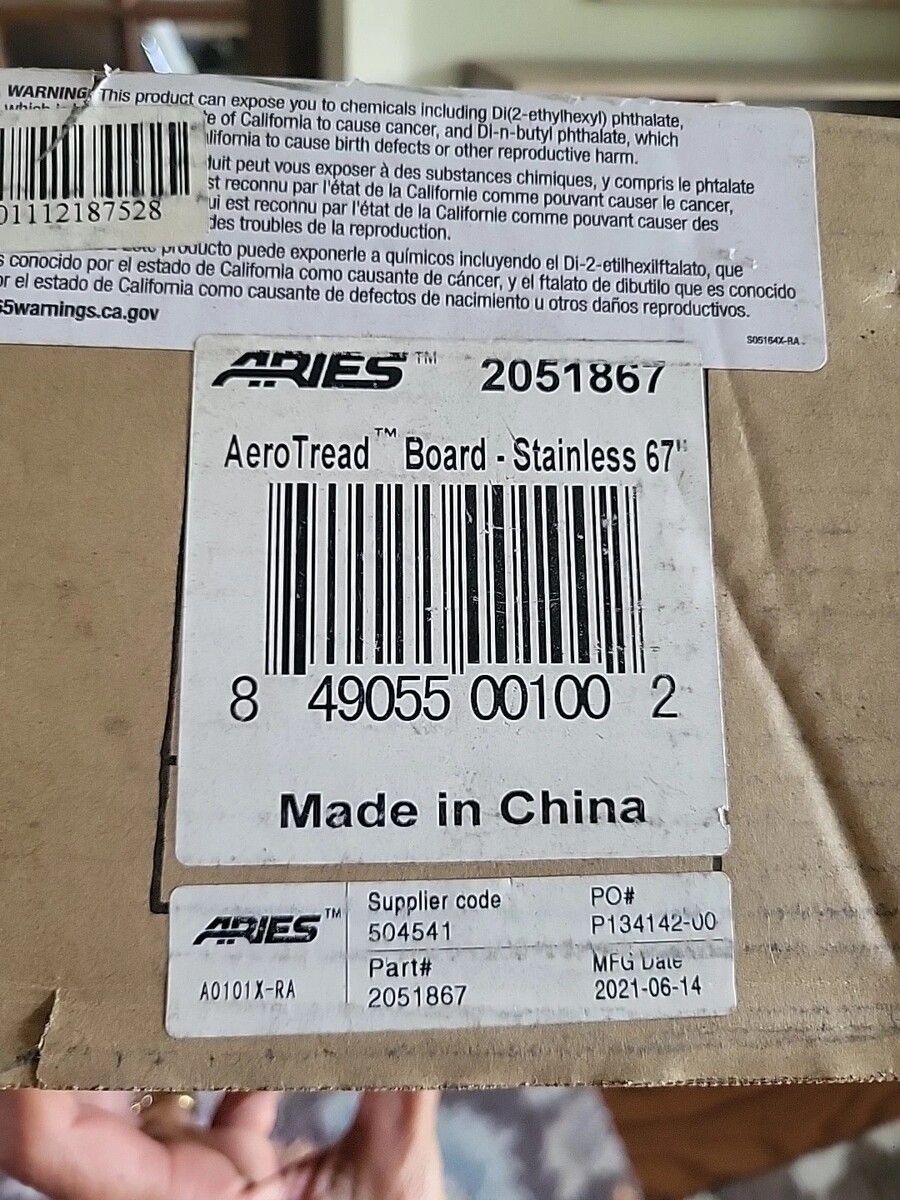 WARNING This product can expose you to chemicals including Di(2-ethylhexyl) phthalate,
which e of California to cause cancer, and Di-n-butyl phthalate, which
lifornia to cause birth defects or other reproductive harm.
uit peut vous exposer à des substances chimiques, y compris le phtalate
st reconnu par l'état de la Californie comme pouvant causer le cancer,
ui est reconnu par l'état de la Californie comme pouvant causer des
des troubles de la reproduction.
01112187528
producto puede exponerle a químicos incluyendo el Di-2-etilhexilftalato, que
s conocido por el estado de California como causante de cáncer, y el ftalato de dibutilo que es conocido
or el estado de California como causante de defectos de nacimiento u otros daños reproductivos.
65warnings.ca.gov
S05164X-RA
ARIES™ 2051867
AeroTread™ Board - Stainless 67"
8 49055 00100 2
Made in China
ARIES™
A0101X-RA
Supplier code
504541
Part#
2051867
PO#
P134142-00
MFG Date
2021-06-14